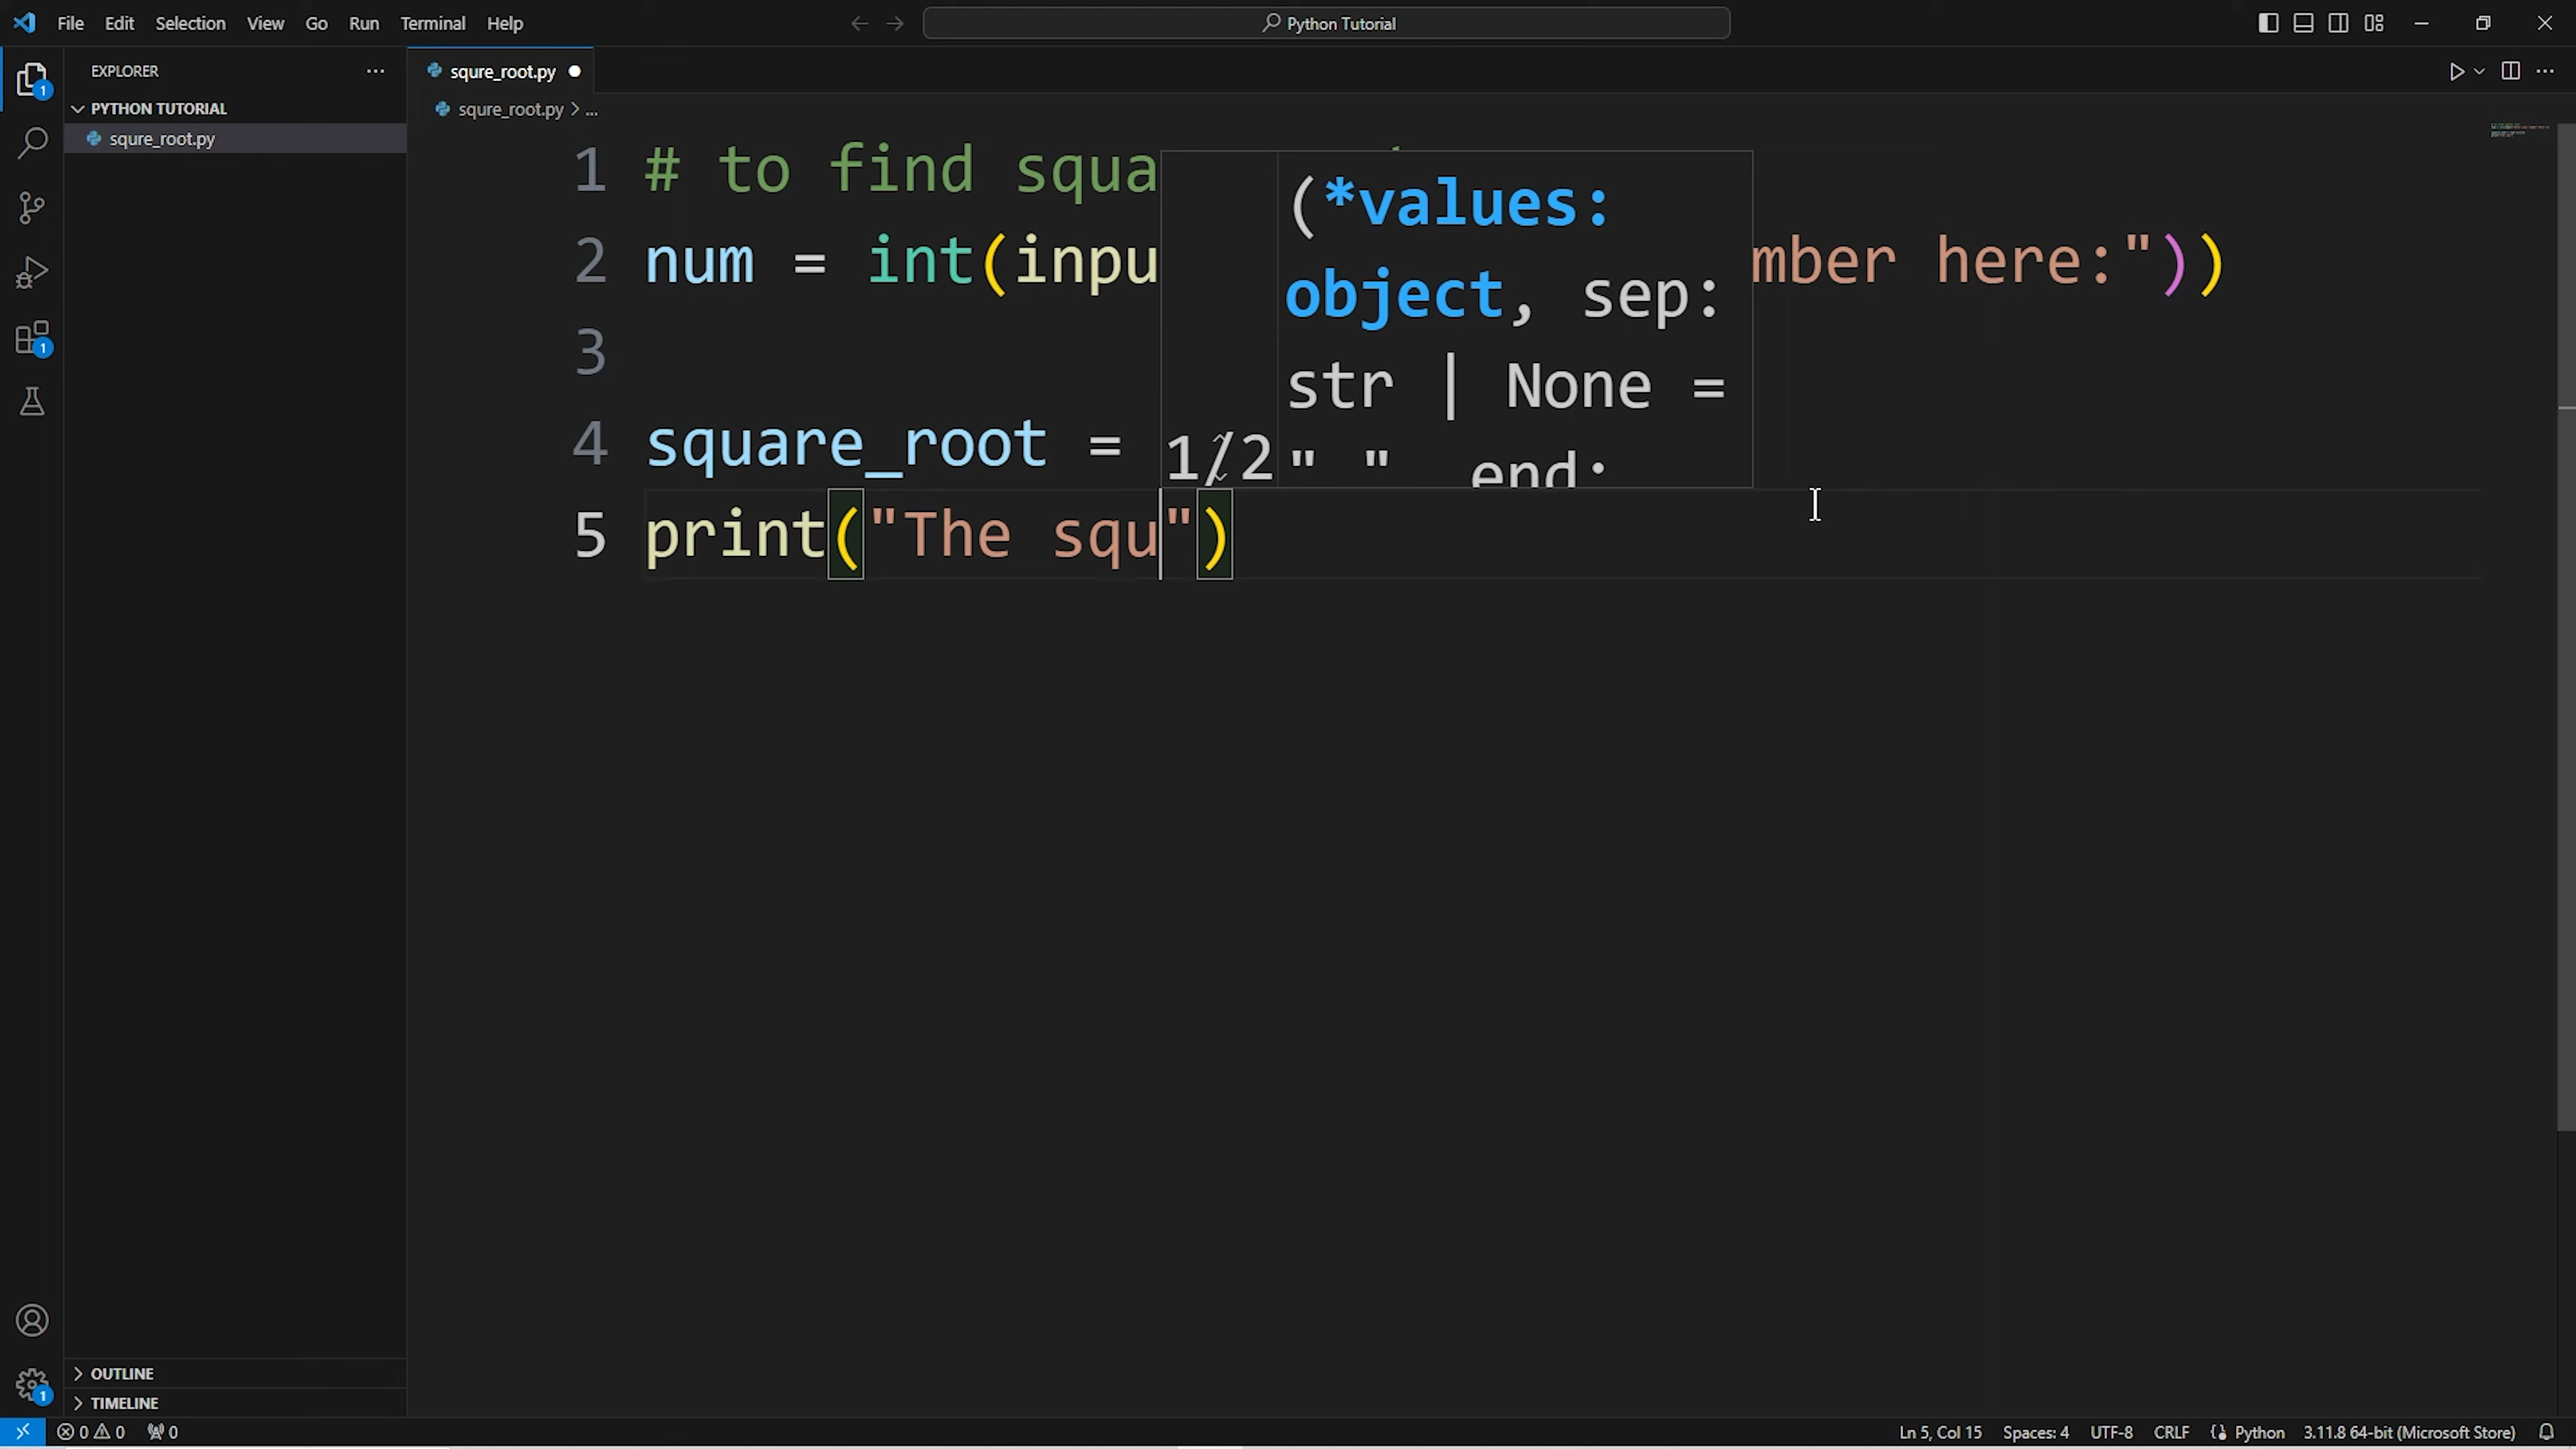 File Edit Selection View Go Run Terminal Help
Python Tutorial
EXPLORER
PYTHON TUTORIAL
squre_root.py
squre_root.py
squre_root.py > ...
1 # to find squa
2 num = int(inpu mber here:"))
3
4 square_root =
5 print("The squ")
(*values:
object, sep:
str | None =
1/2 " " end:
OUTLINE
TIMELINE
0 0 0
Ln 5, Col 15 Spaces: 4 UTF-8 CRLF Python 3.11.8 64-bit (Microsoft Store)